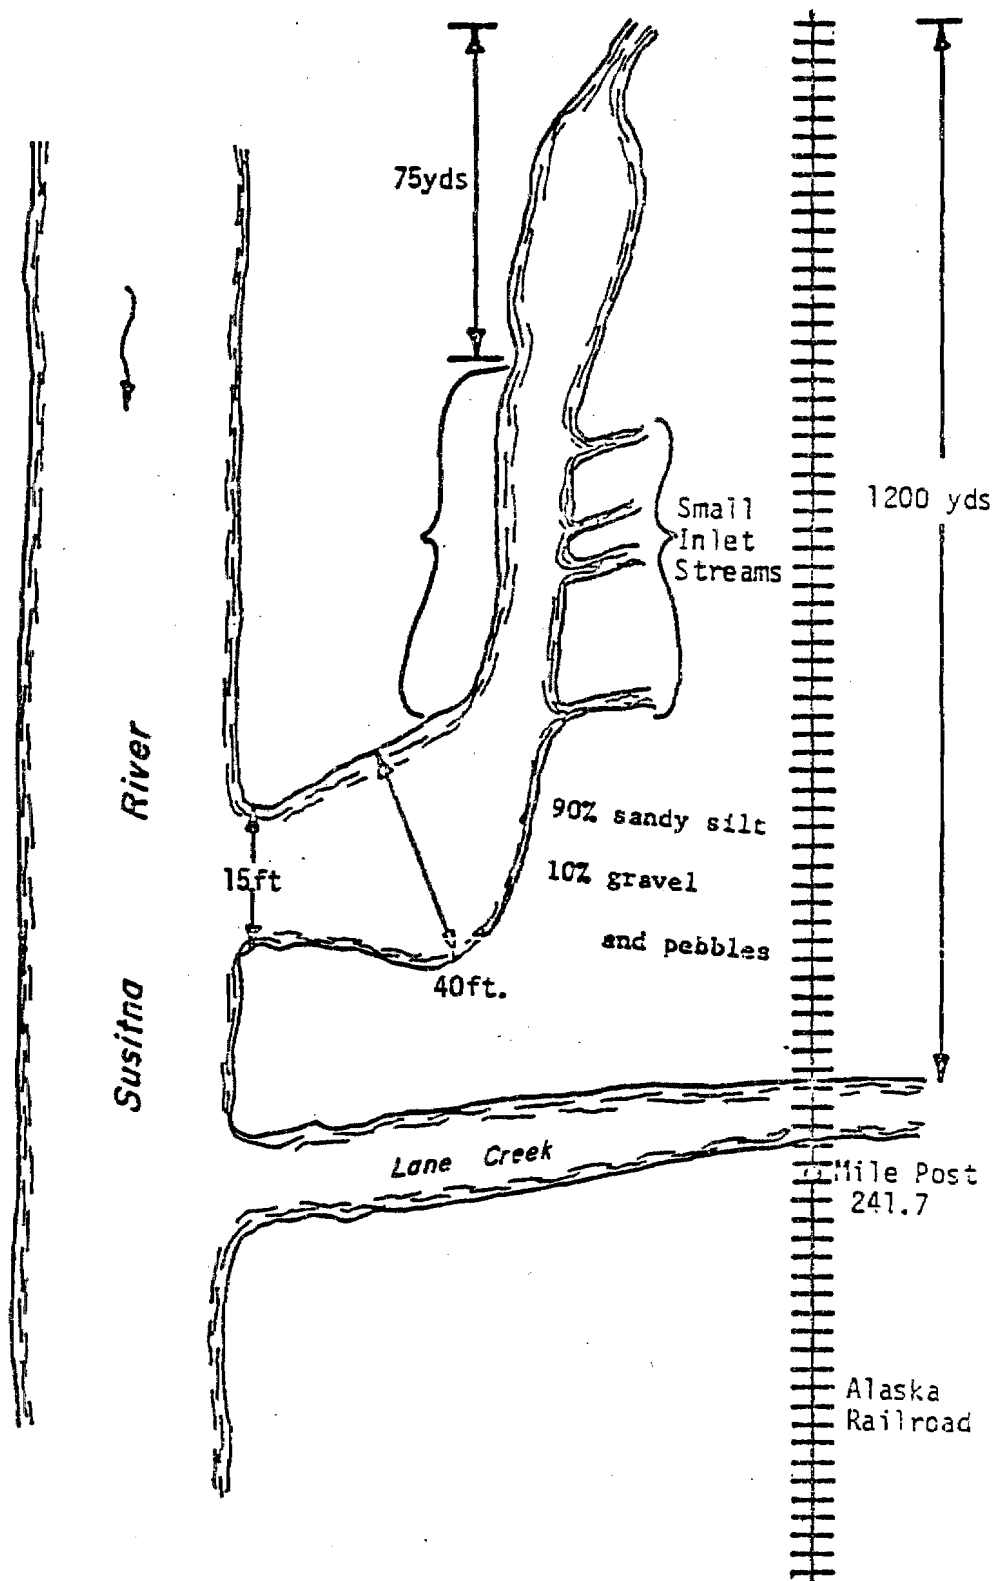 75yds
1200 yds
Small
Inlet
Streams
River
90% sandy silt
15ft
10% gravel
and pebbles
40ft.
Susitna
Lane Creek
Mile Post
241.7
Alaska
Railroad